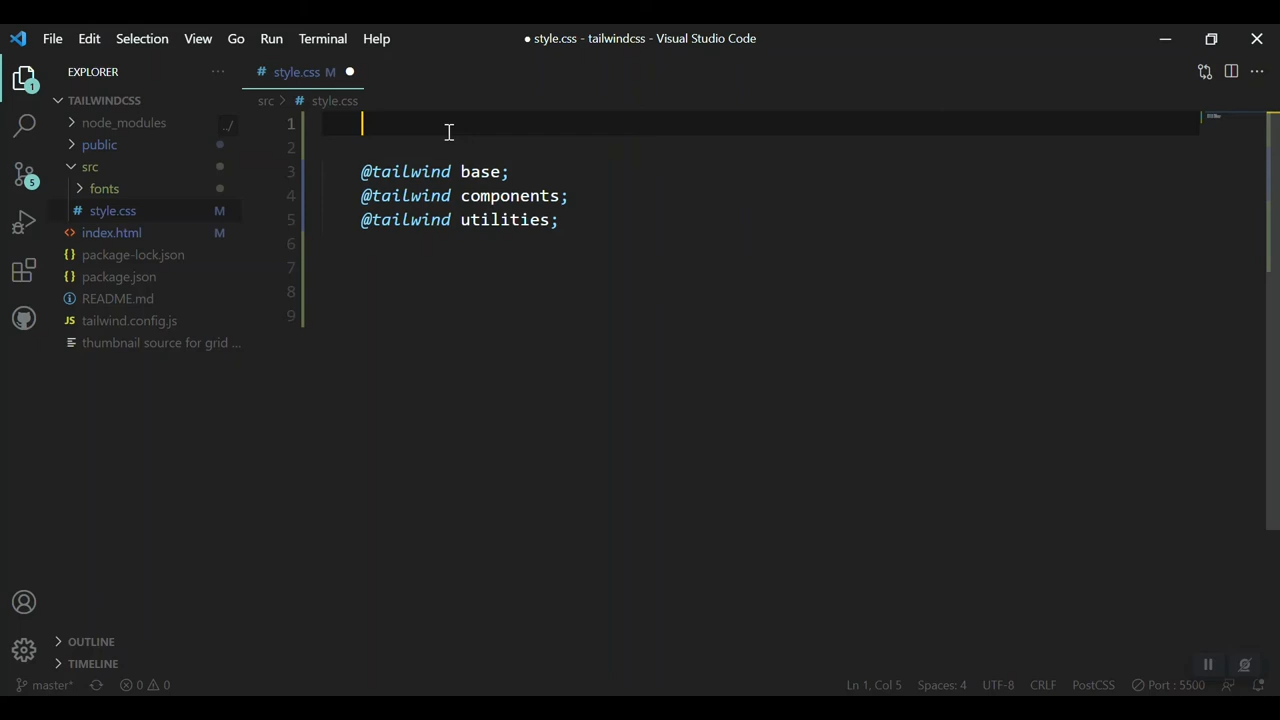 File Edit Selection View Go Run Terminal Help ● style.css - tailwindcss - Visual Studio Code
EXPLORER ··· # style.css M ●
TAILWINDCSS src > # style.css
node_modules ./
public
src
fonts
# style.css M
<> index.html M
{} package-lock.json
{} package.json
README.md
JS tailwind.config.js
thumbnail source for grid ...
1
2
3 @tailwind base;
4 @tailwind components;
5 @tailwind utilities;
6
7
8
9
1
5
OUTLINE
TIMELINE
master* 0 0 Ln 1, Col 5 Spaces: 4 UTF-8 CRLF PostCSS Port : 5500